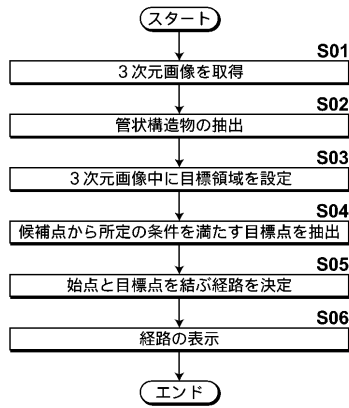 スタート
S01
3次元画像を取得
S02
管状構造物の抽出
S03
3次元画像中に目標領域を設定
S04
候補点から所定の条件を満たす目標点を抽出
S05
始点と目標点を結ぶ経路を決定
S06
経路の表示
エンド